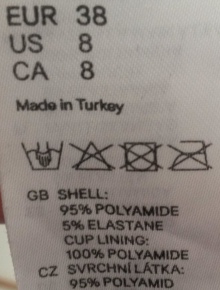 EUR 38
US 8
CA 8
Made in Turkey
GB SHELL:
95% POLYAMIDE
5% ELASTANE
CUP LINING:
100% POLYAMIDE
CZ SVRCHNÍ LÁTKA:
95% POLYAMID